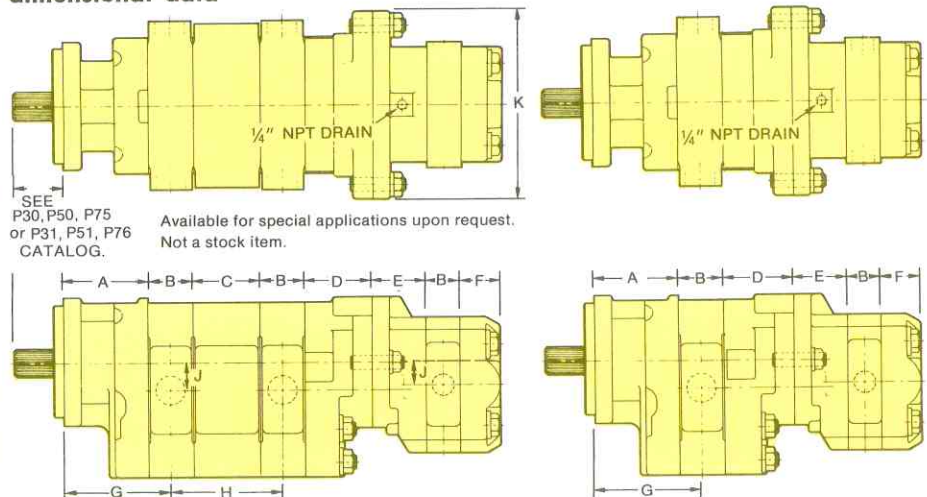 dimensional data
K
¼" NPT DRAIN
¼" NPT DRAIN
SEE
P30, P50, P75
or P31, P51, P76
CATALOG.
Available for special applications upon request.
Not a stock item.
A B C B D E B F
A B D E B F
J
J
G H
G